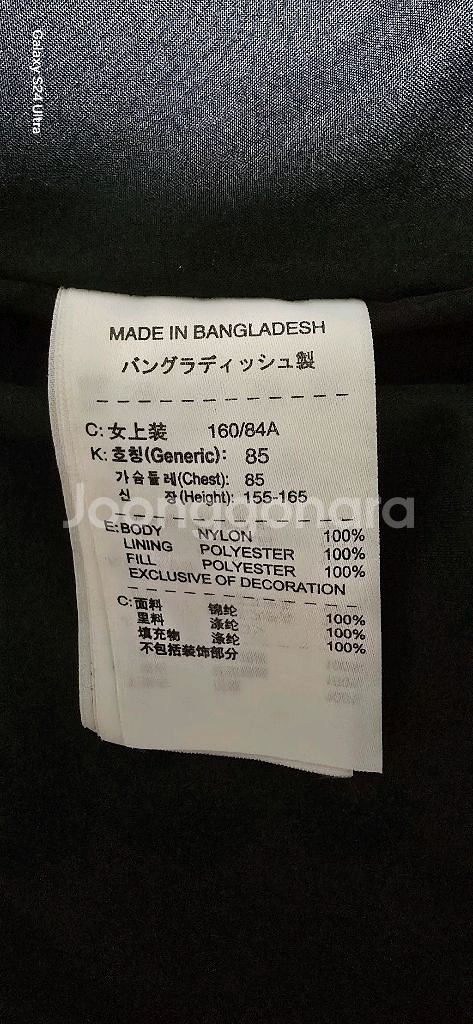 Galaxy S24 Ultra
MADE IN BANGLADESH
バングラディッシュ製
C: 女上装 160/84A
K: 호칭(Generic): 85
가슴둘레(Chest): 85
신 장(Height): 155-165
Joonggonara
E: BODY NYLON 100%
LINING POLYESTER 100%
FILL POLYESTER 100%
EXCLUSIVE OF DECORATION
C: 面料 锦纶 100%
里料 涤纶 100%
填充物 涤纶 100%
不包括装饰部分